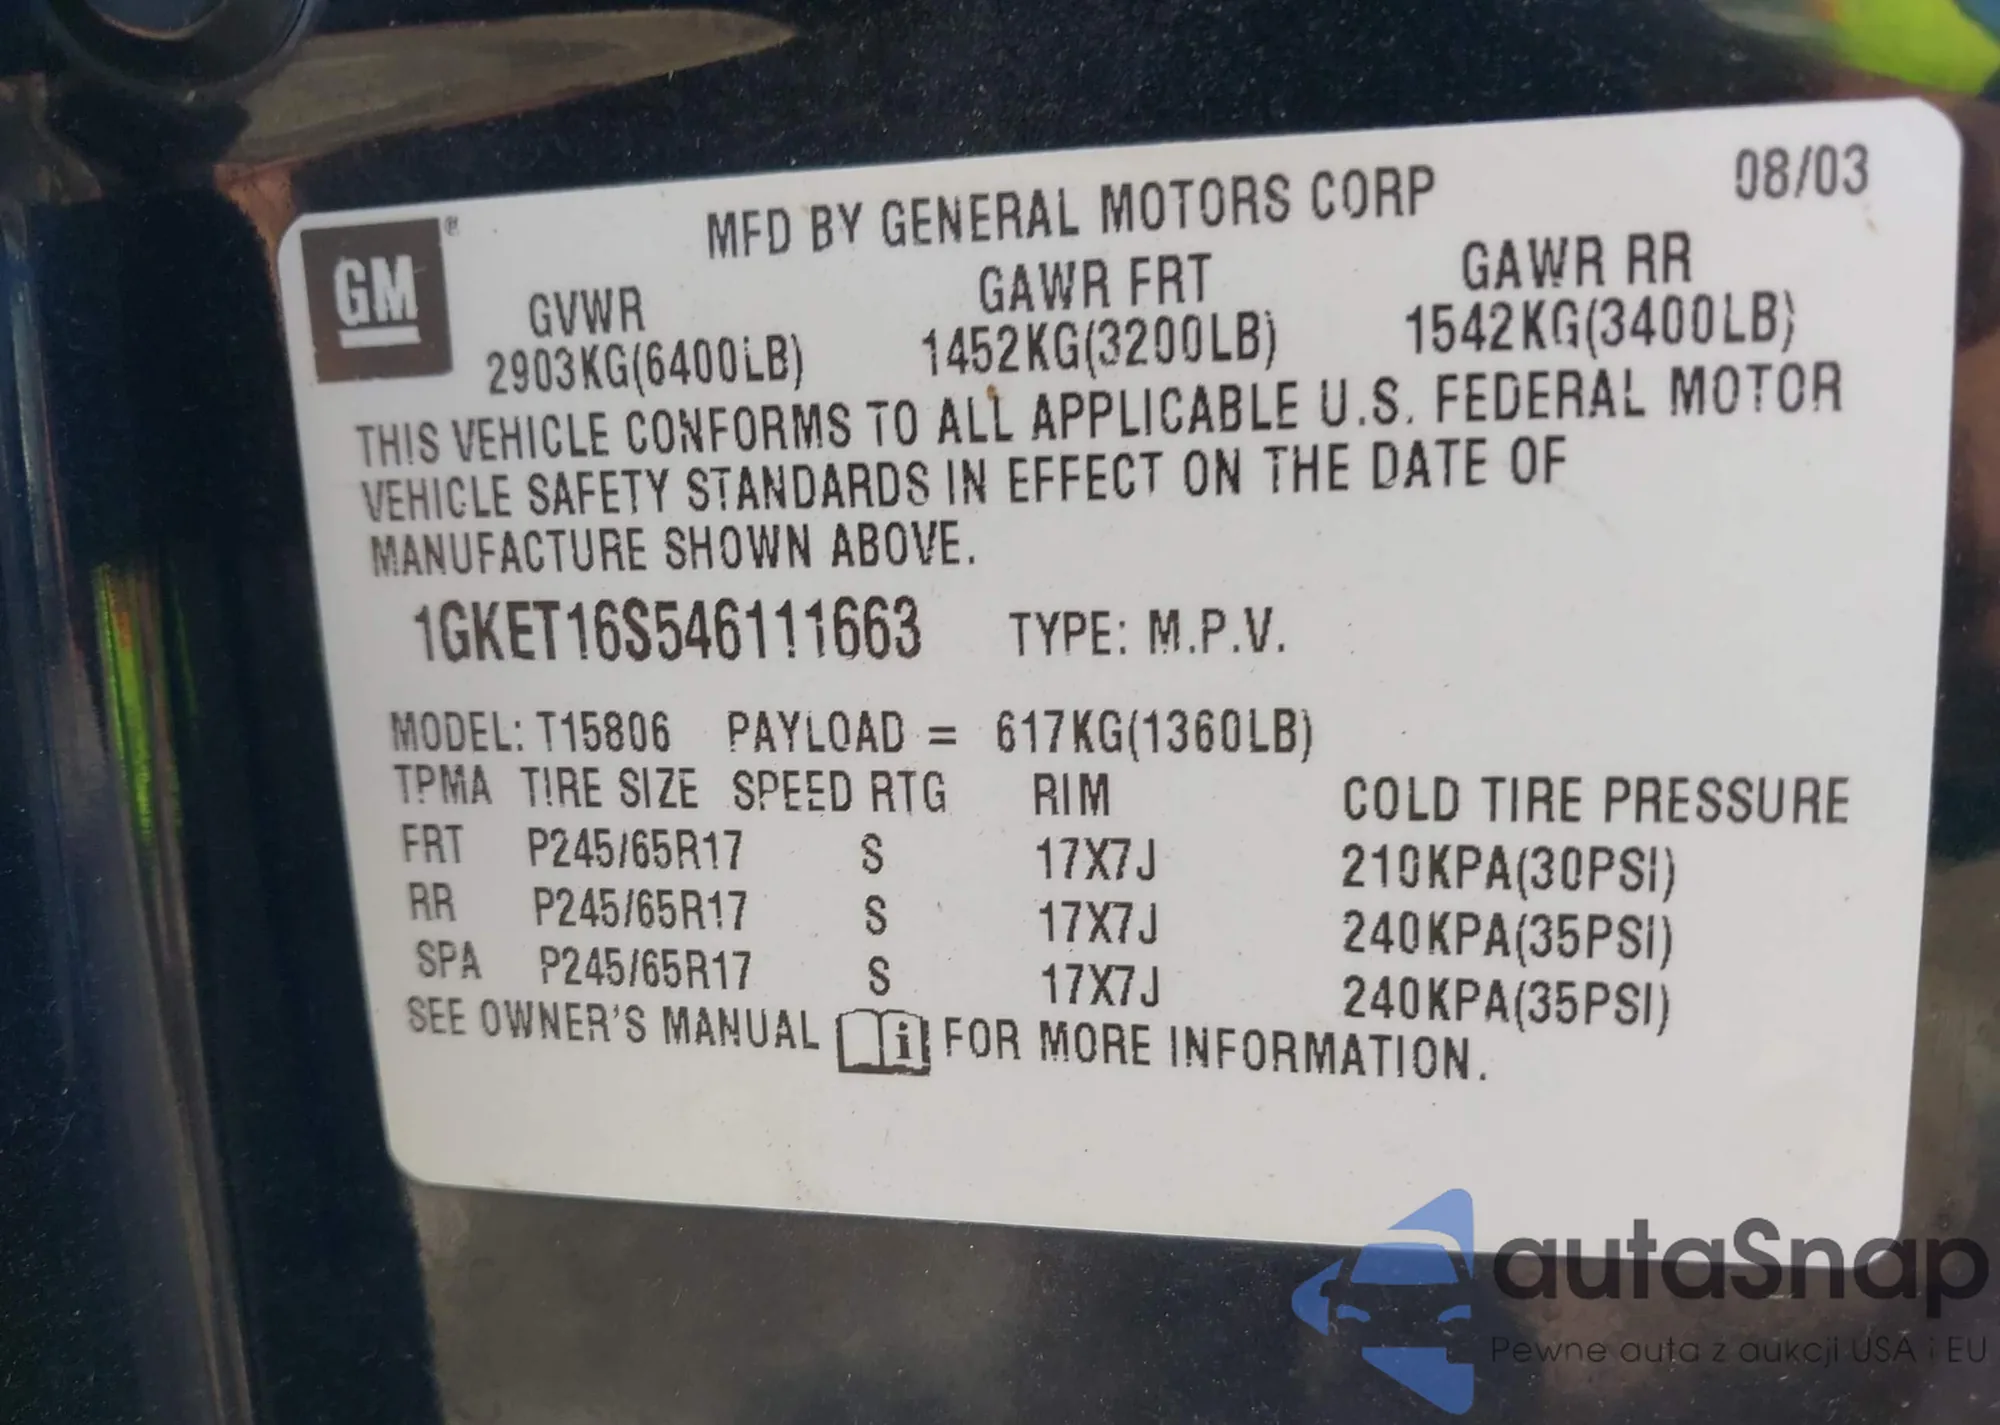 08/03
MFD BY GENERAL MOTORS CORP
GM®
GVWR GAWR FRT GAWR RR
2903KG(6400LB) 1452KG(3200LB) 1542KG(3400LB)
THIS VEHICLE CONFORMS TO ALL APPLICABLE U.S. FEDERAL MOTOR
VEHICLE SAFETY STANDARDS IN EFFECT ON THE DATE OF
MANUFACTURE SHOWN ABOVE.
1GKET16S546111663 TYPE: M.P.V.
MODEL: T15806 PAYLOAD = 617KG(1360LB)
TPMA TIRE SIZE SPEED RTG RIM COLD TIRE PRESSURE
FRT P245/65R17 S 17X7J 210KPA(30PSI)
RR P245/65R17 S 17X7J 240KPA(35PSI)
SPA P245/65R17 S 17X7J 240KPA(35PSI)
SEE OWNER'S MANUAL i FOR MORE INFORMATION.
autaSnap
Pewne auta z aukcji USA i EU